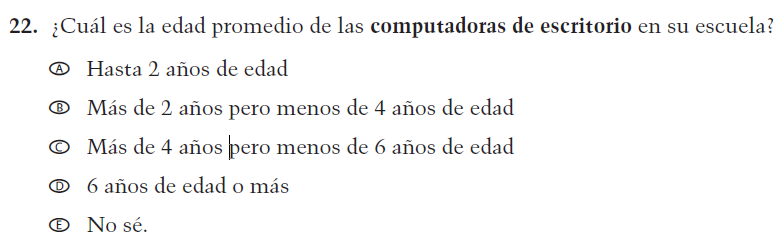 22. ¿Cuál es la edad promedio de las computadoras de escritorio en su escuela?
A Hasta 2 años de edad
B Más de 2 años pero menos de 4 años de edad
C Más de 4 años pero menos de 6 años de edad
D 6 años de edad o más
E No sé.